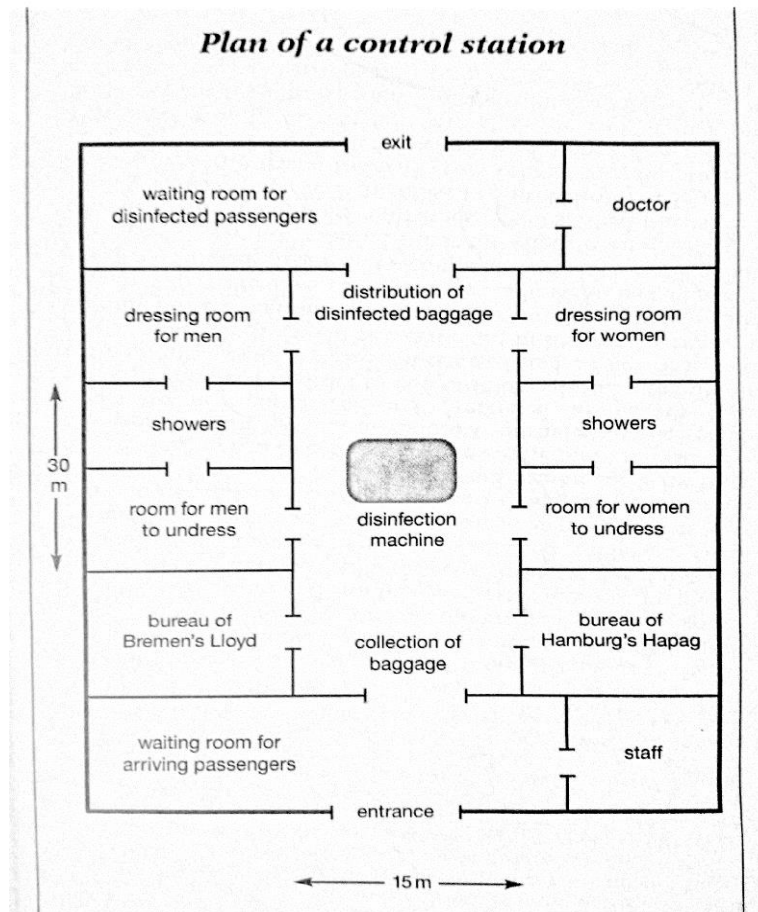 Plan of a control station
exit
waiting room for
disinfected passengers
doctor
distribution of
disinfected baggage
dressing room
for men
dressing room
for women
showers
showers
30
m
room for men
to undress
disinfection
machine
room for women
to undress
bureau of
Bremen's Lloyd
collection of
baggage
bureau of
Hamburg's Hapag
waiting room for
arriving passengers
staff
entrance
15 m